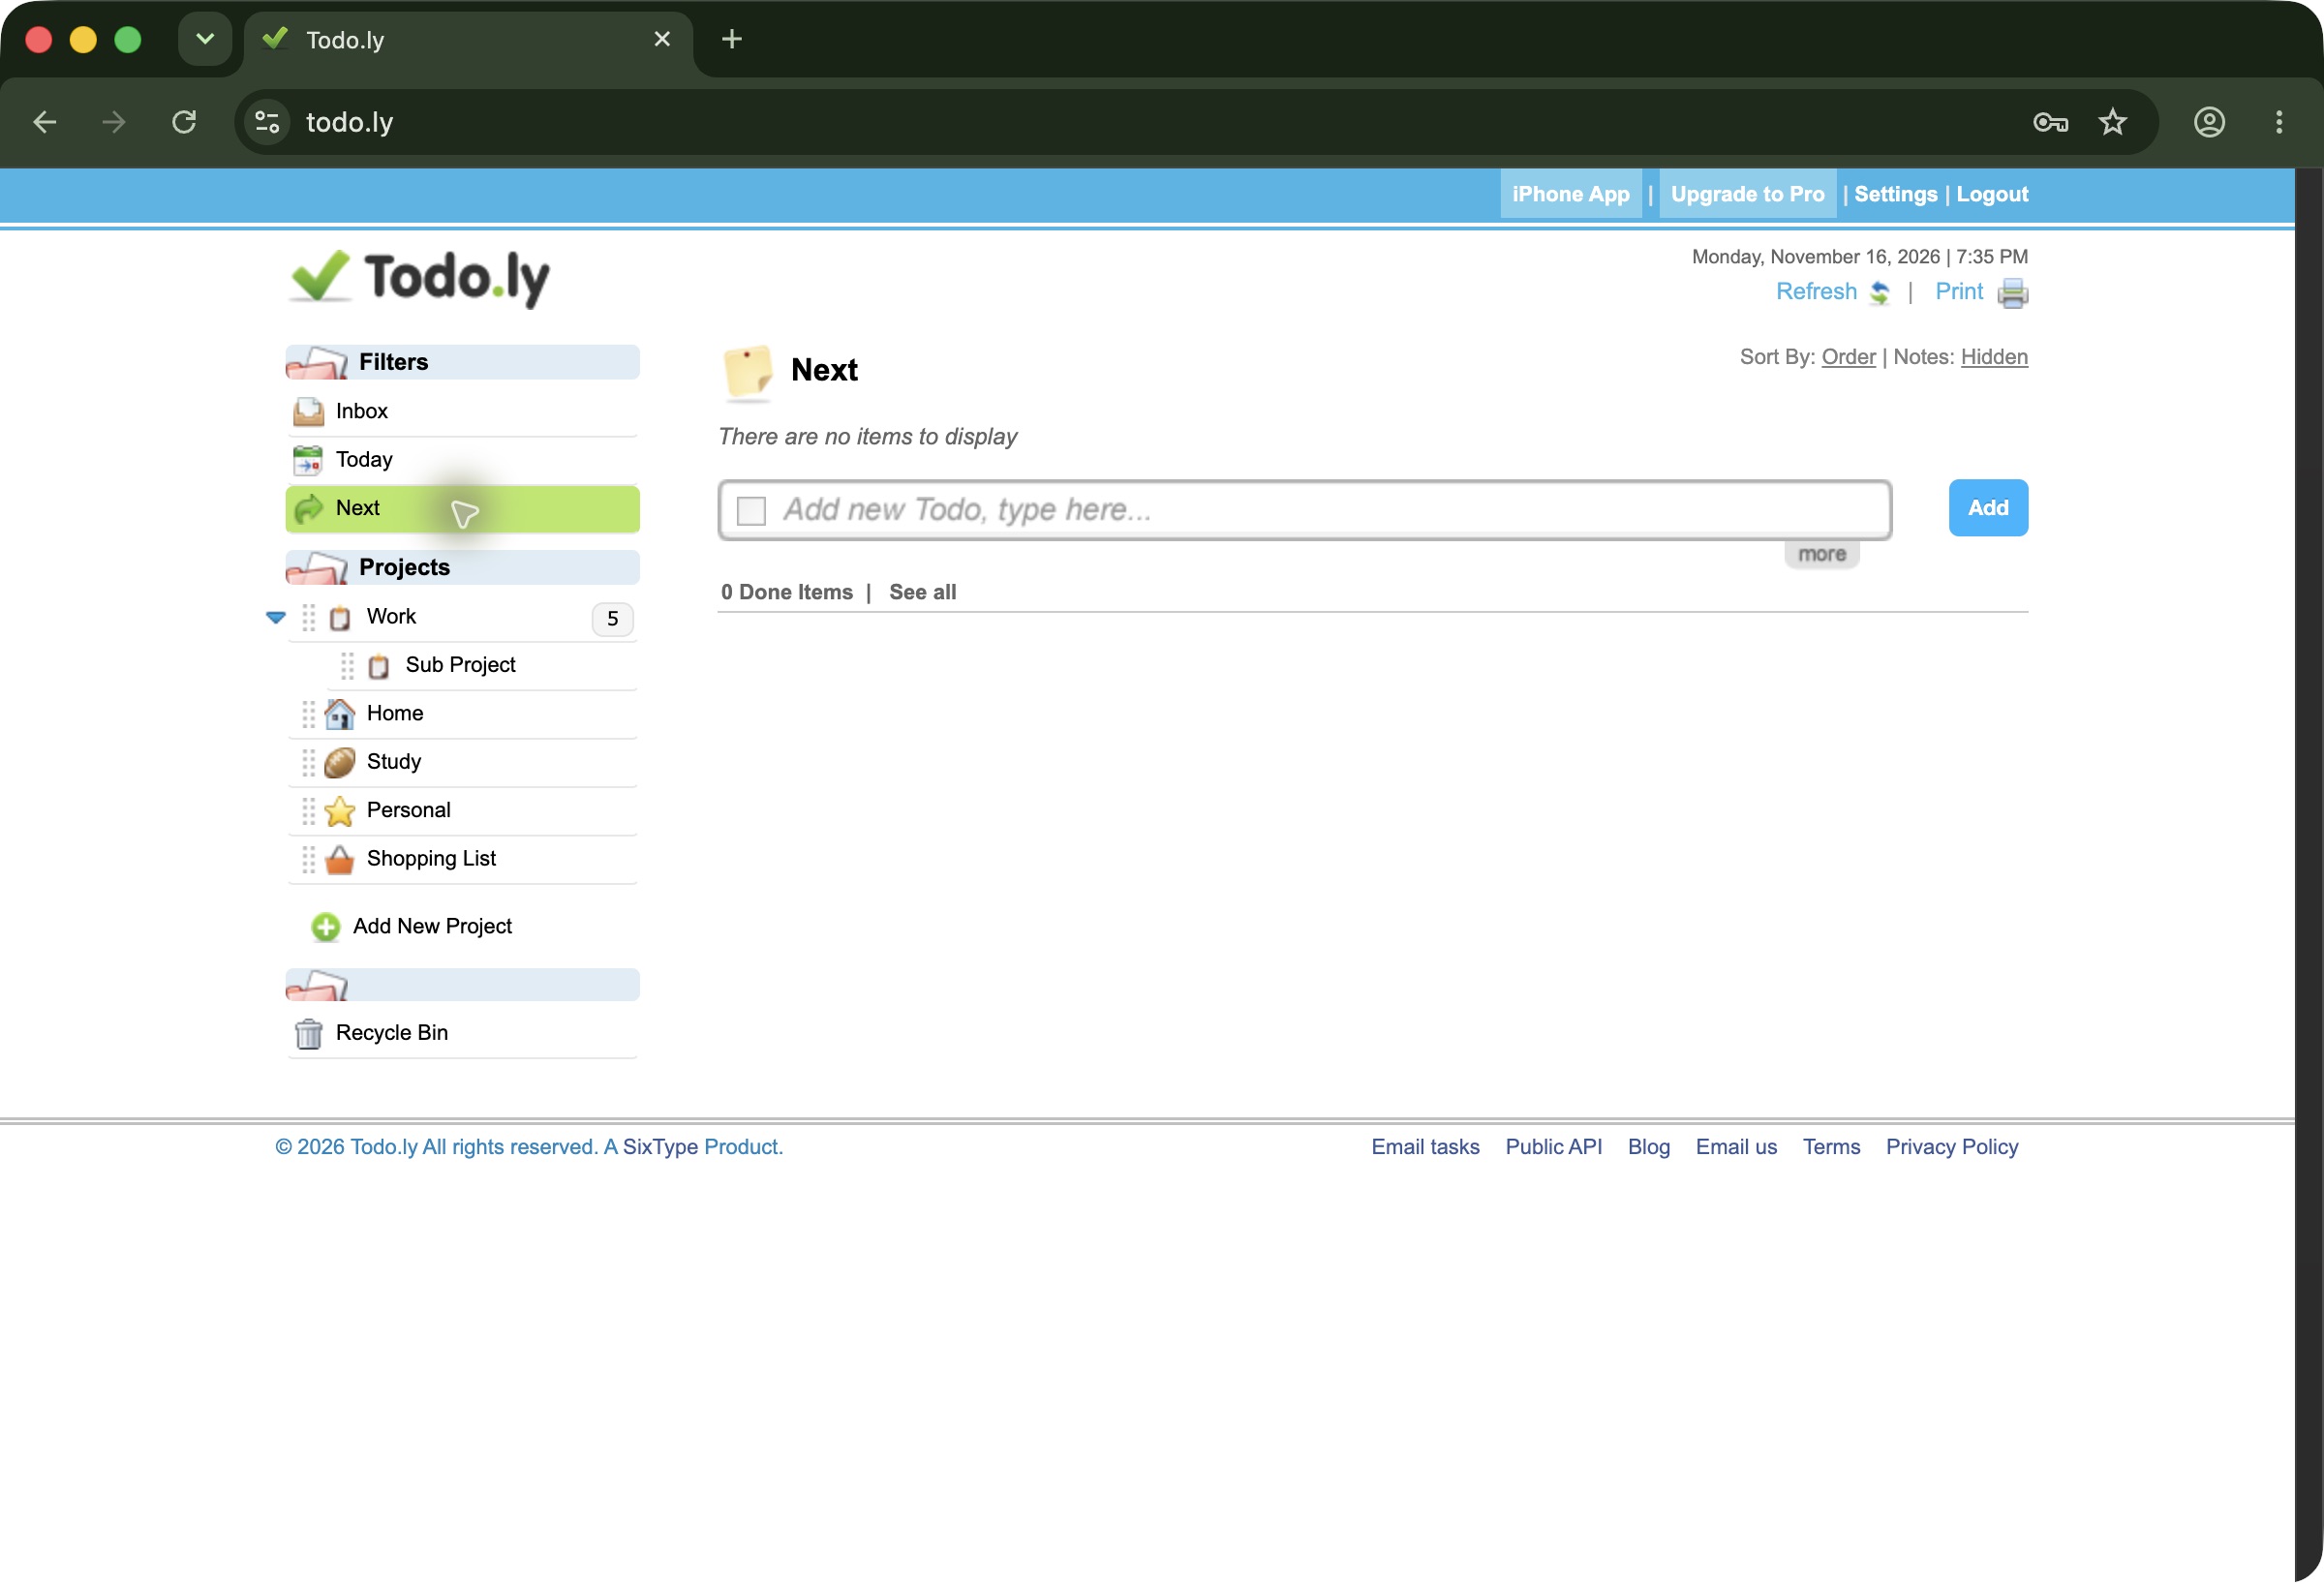 Todo.ly
todo.ly
iPhone App | Upgrade to Pro | Settings | Logout
Todo.ly
Monday, November 16, 2026 | 7:35 PM
Refresh | Print
Filters
Inbox
Today
Next
Projects
Work 5
Sub Project
Home
Study
Personal
Shopping List
Add New Project
Recycle Bin
Next
Sort By: Order | Notes: Hidden
There are no items to display
Add new Todo, type here...
Add
more
0 Done Items | See all
© 2026 Todo.ly All rights reserved. A SixType Product.
Email tasks Public API Blog Email us Terms Privacy Policy